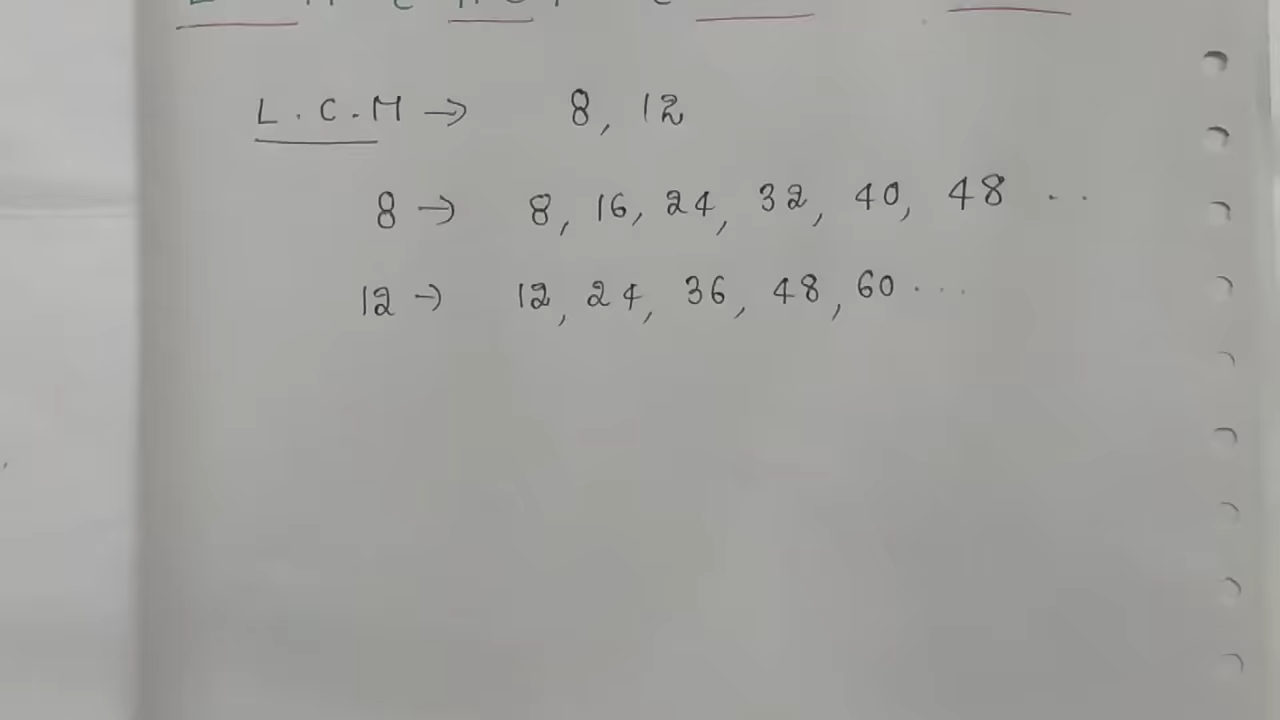 L.C.M → 8, 12
8 → 8, 16, 24, 32, 40, 48 ..
12 → 12, 24, 36, 48, 60 ....